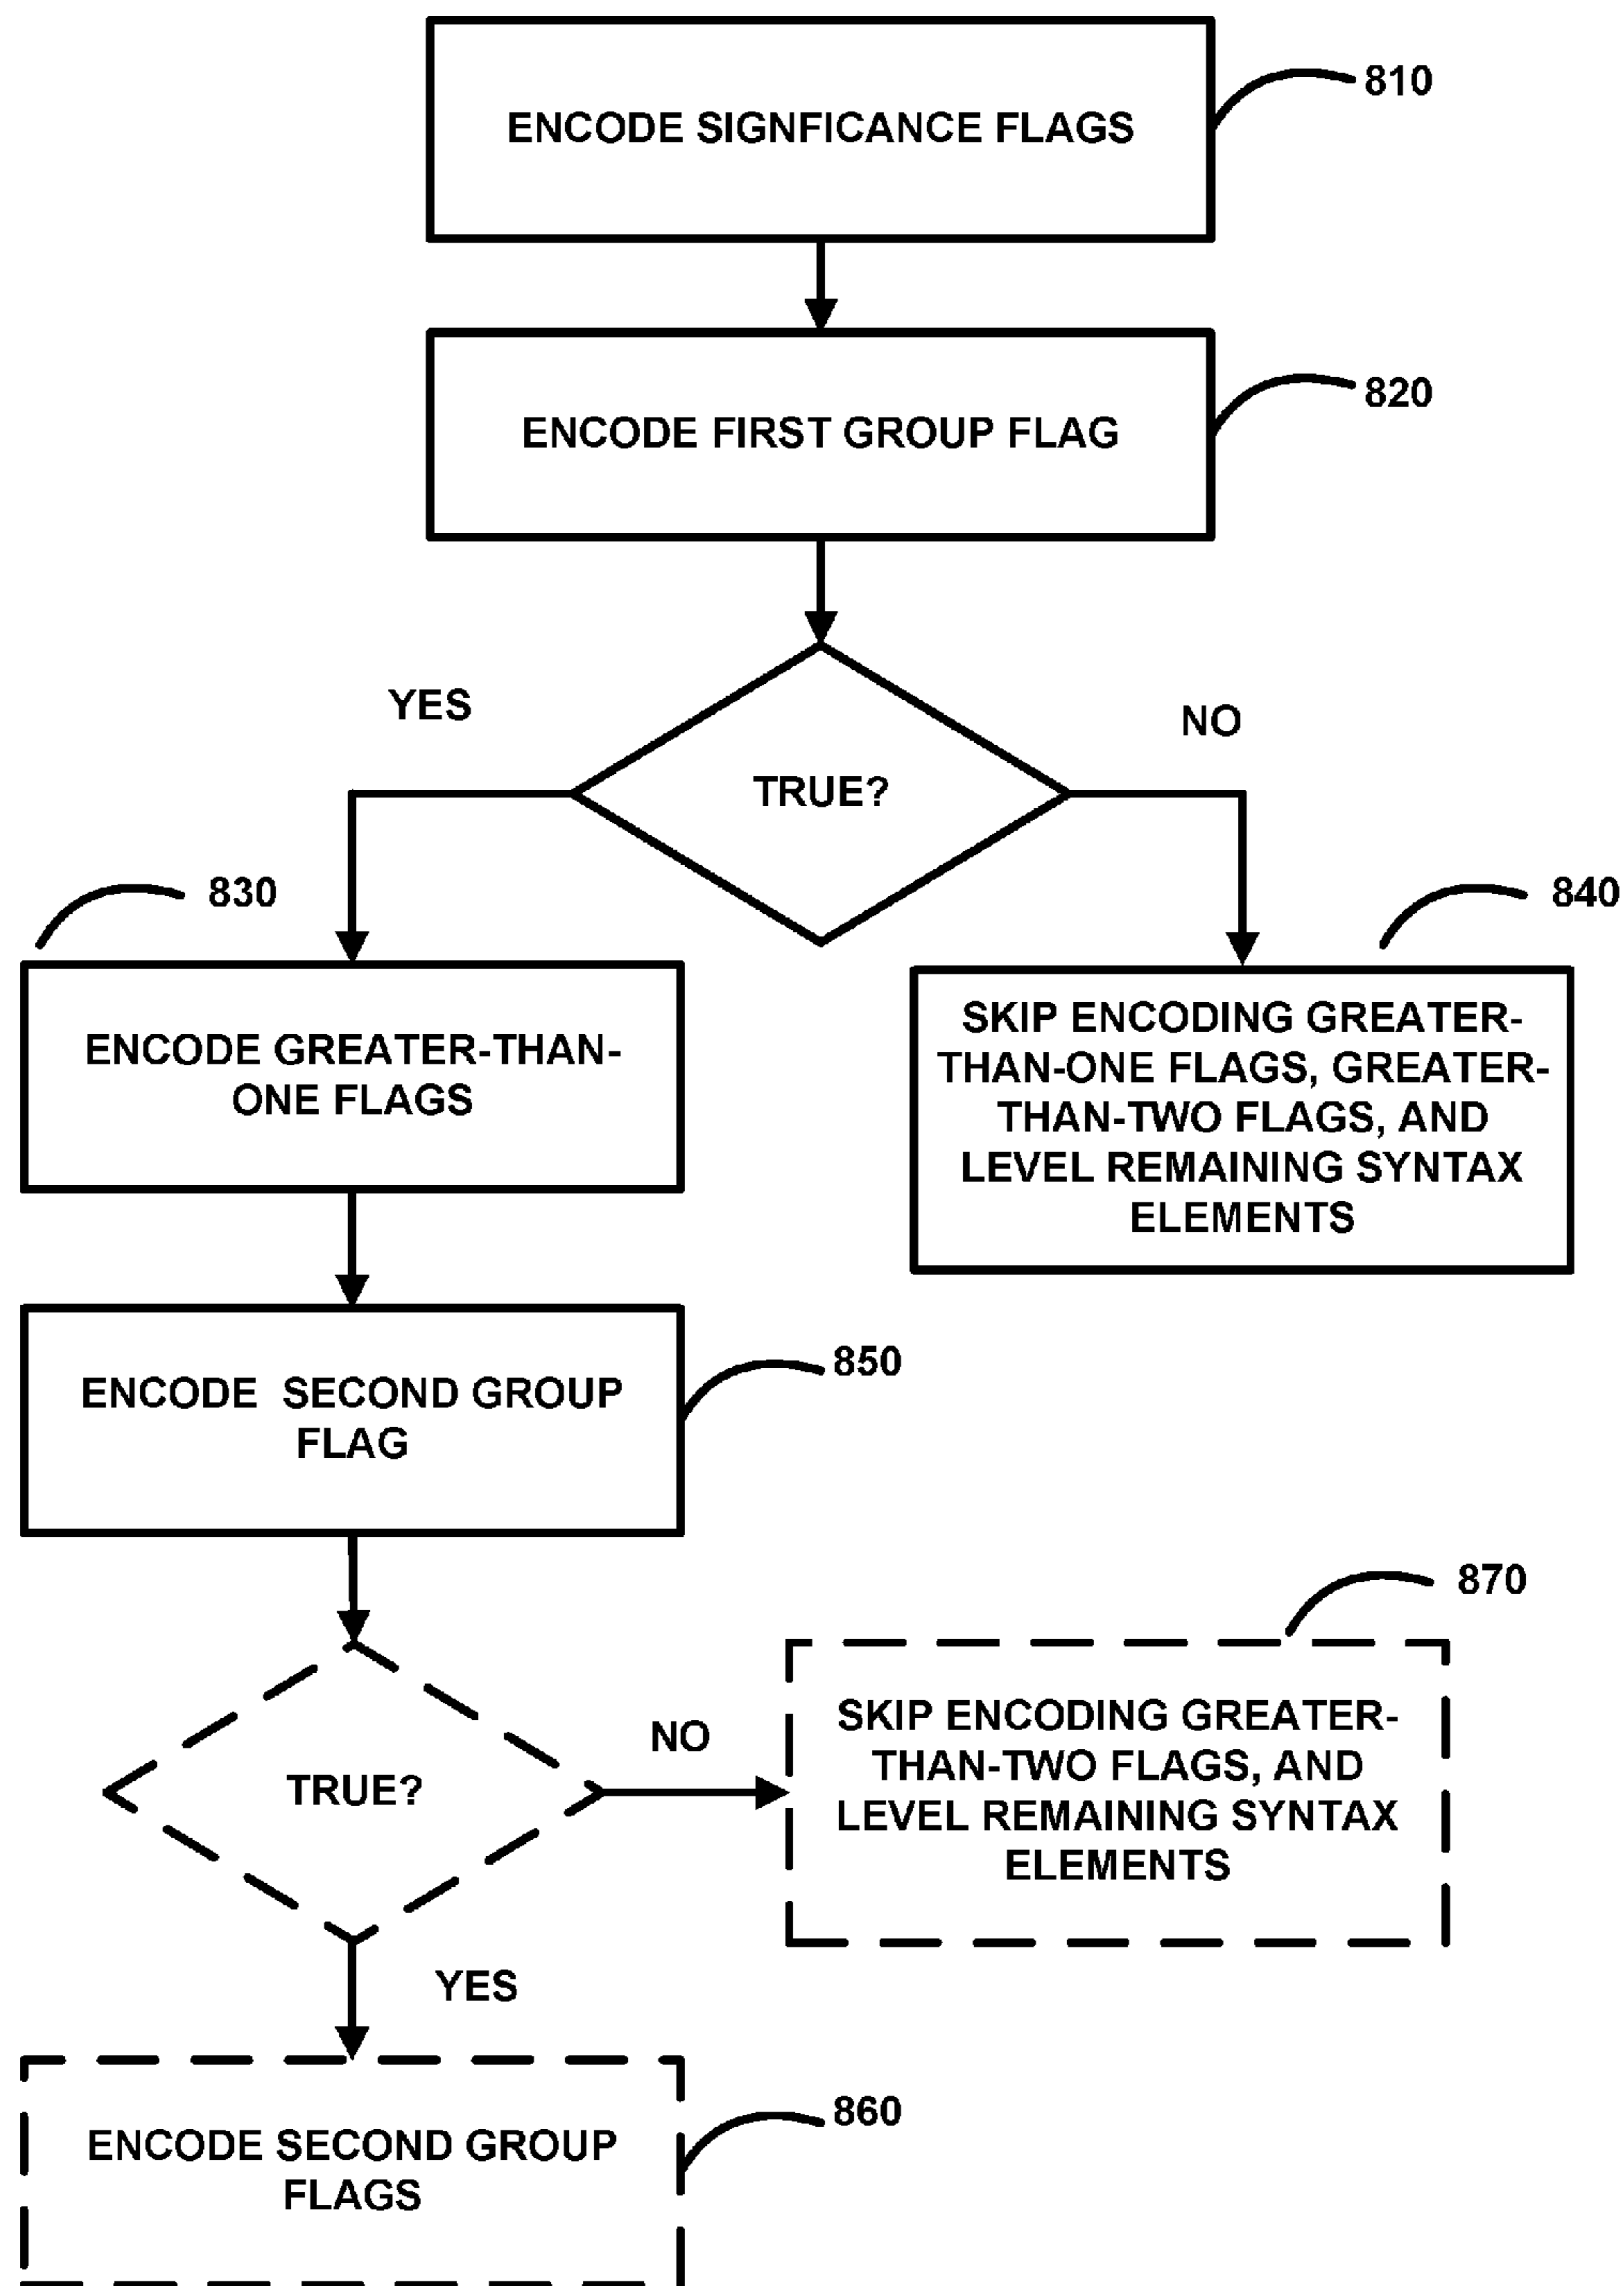 ENCODE SIGNFICANCE FLAGS
810
ENCODE FIRST GROUP FLAG
820
YES
NO
TRUE?
830
840
ENCODE GREATER-THAN-
ONE FLAGS
SKIP ENCODING GREATER-
THAN-ONE FLAGS, GREATER-
THAN-TWO FLAGS, AND
LEVEL REMAINING SYNTAX
ELEMENTS
ENCODE SECOND GROUP
FLAG
850
870
TRUE?
NO
SKIP ENCODING GREATER-
THAN-TWO FLAGS, AND
LEVEL REMAINING SYNTAX
ELEMENTS
YES
ENCODE SECOND GROUP
FLAGS
860